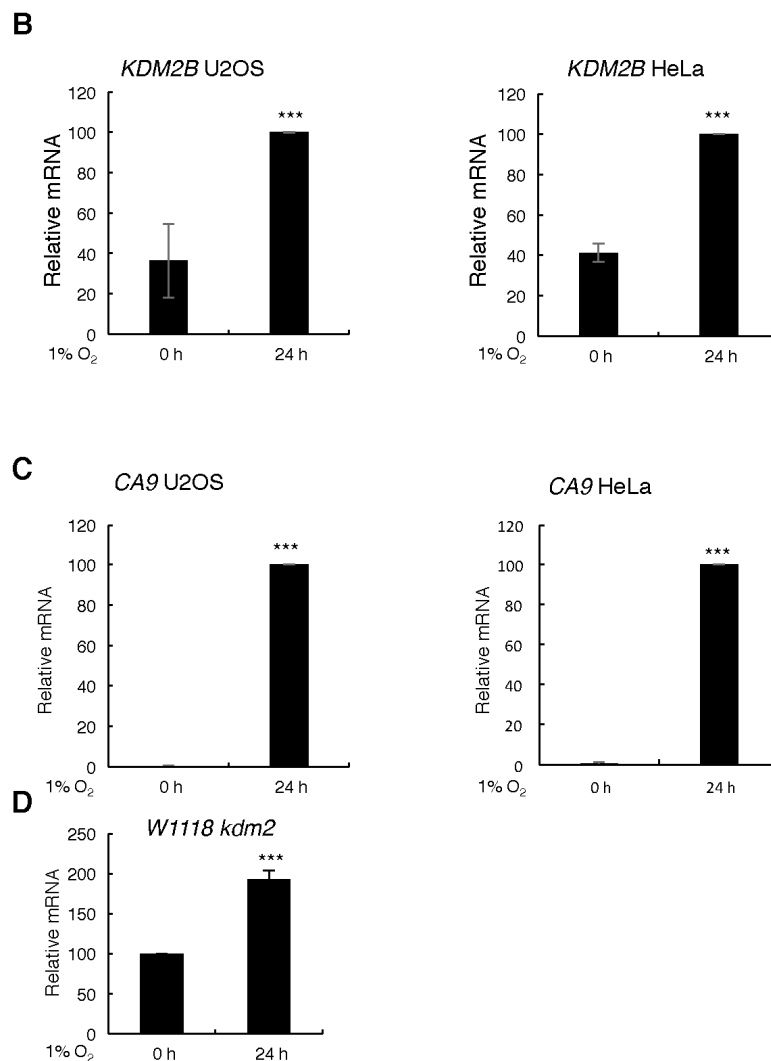 B
KDM2B U2OS
Relative mRNA
120
100
80
60
40
20
0
***
1% O2
0 h
24 h
KDM2B HeLa
Relative mRNA
120
100
80
60
40
20
0
***
1% O2
0 h
24 h
C
CA9 U2OS
Relative mRNA
120
100
80
60
40
20
0
***
1% O2
0 h
24 h
CA9 HeLa
Relative mRNA
120
100
80
60
40
20
0
***
1% O2
0 h
24 h
D
W1118 kdm2
Relative mRNA
250
200
150
100
50
0
***
1% O2
0 h
24 h